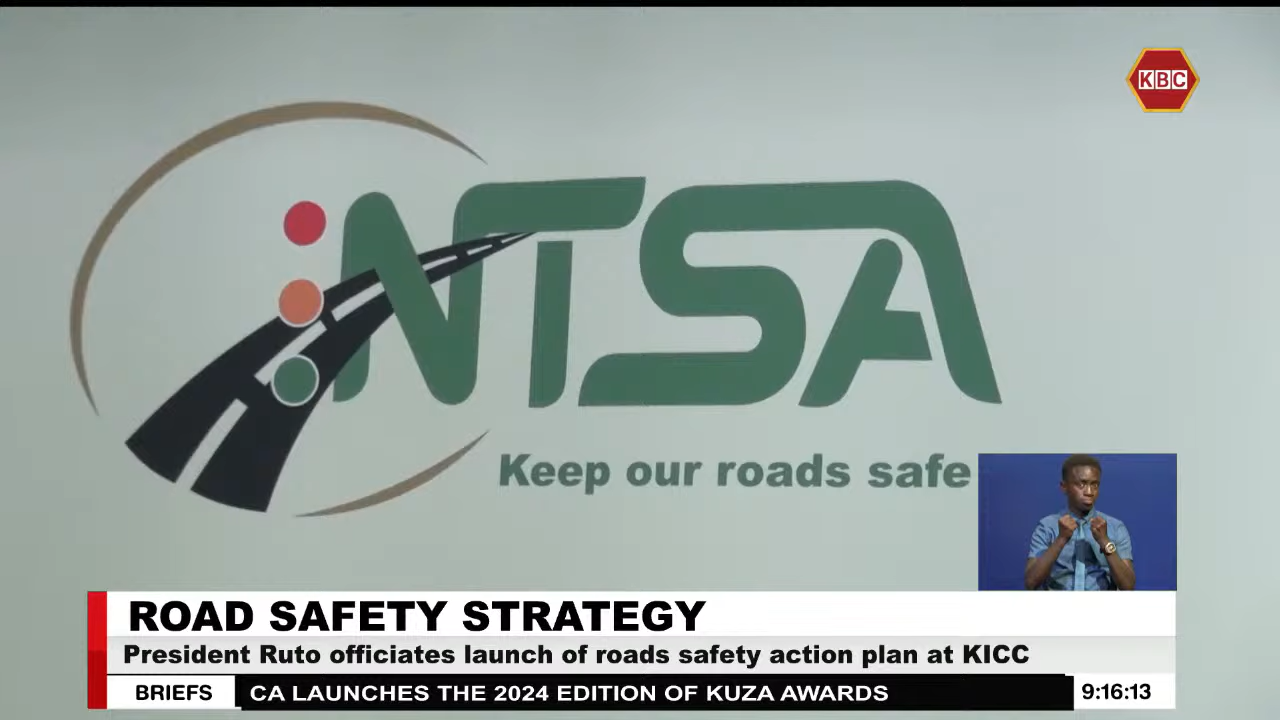 KBC
NTSA
Keep our roads safe
ROAD SAFETY STRATEGY
President Ruto officiates launch of roads safety action plan at KICC
BRIEFS CA LAUNCHES THE 2024 EDITION OF KUZA AWARDS 9:16:13